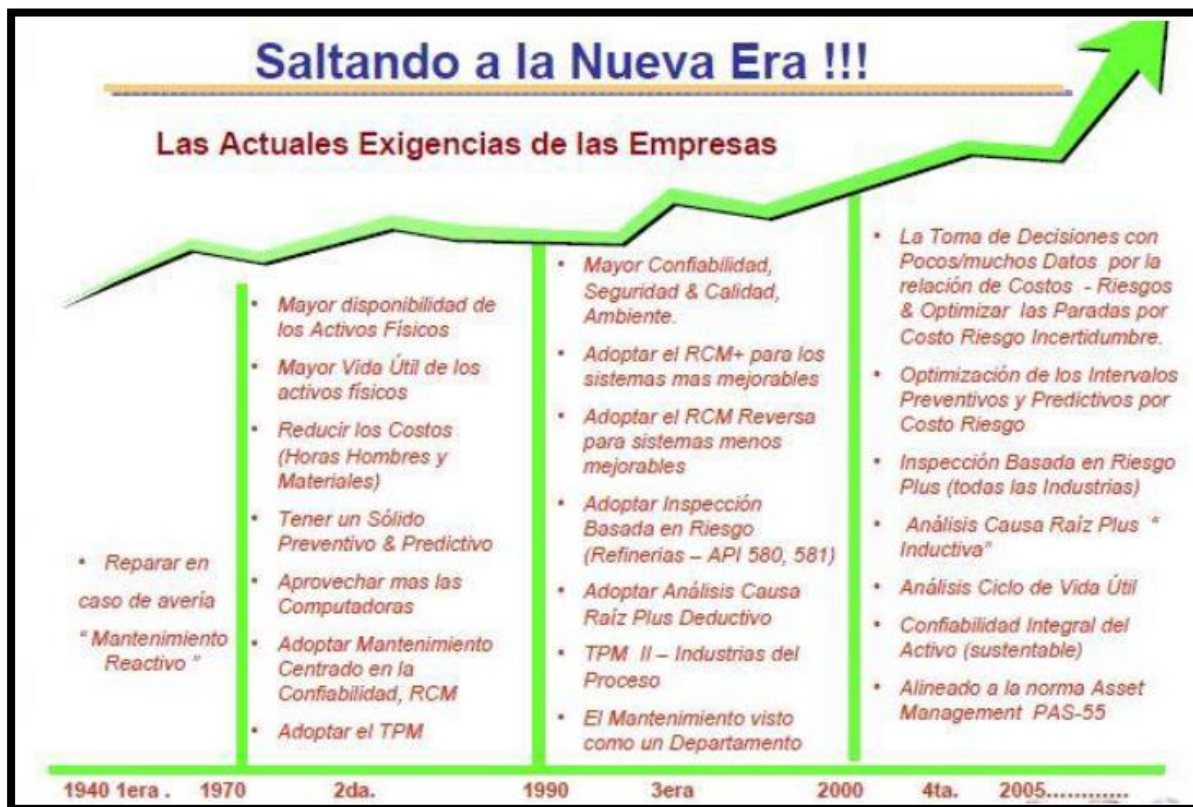 Saltando a la Nueva Era !!!
Las Actuales Exigencias de las Empresas
• Reparar en
caso de avería
“ Mantenimiento
Reactivo ”
• Mayor disponibilidad de
los Activos Físicos
• Mayor Vida Útil de los
activos físicos
• Reducir los Costos
(Horas Hombres y
Materiales)
• Tener un Sólido
Preventivo & Predictivo
• Aprovechar mas las
Computadoras
• Adoptar Mantenimiento
Centrado en la
Confiabilidad, RCM
• Adoptar el TPM
• Mayor Confiabilidad,
Seguridad & Calidad,
Ambiente.
• Adoptar el RCM+ para los
sistemas mas mejorables
• Adoptar el RCM Reversa
para sistemas menos
mejorables
• Adoptar Inspección
Basada en Riesgo
(Refinerias – API 580, 581)
• Adoptar Análisis Causa
Raíz Plus Deductivo
• TPM II – Industrias del
Proceso
• El Mantenimiento visto
como un Departamento
• La Toma de Decisiones con
Pocos/muchos Datos por la
relación de Costos - Riesgos
& Optimizar las Paradas por
Costo Riesgo Incertidumbre.
• Optimización de los Intervalos
Preventivos y Predictivos por
Costo Riesgo
• Inspección Basada en Riesgo
Plus (todas las Industrias)
• Análisis Causa Raíz Plus “
Inductiva”
• Análisis Ciclo de Vida Útil
• Confiabilidad Integral del
Activo (sustentable)
• Alineado a la norma Asset
Management PAS-55
1940 1era . 1970 2da. 1990 3era 2000 4ta. 2005............